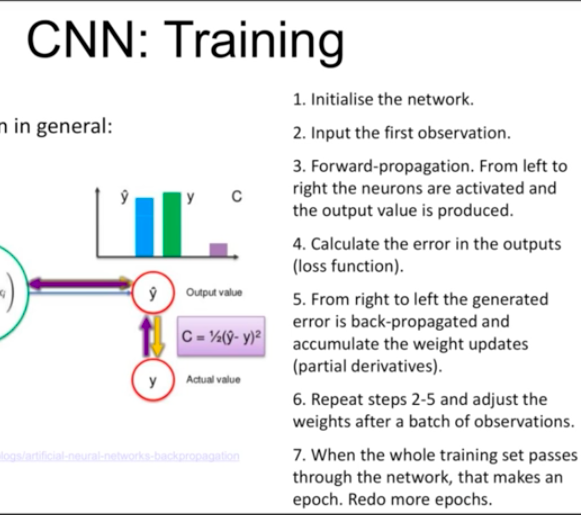 CNN: Training
n in general:
ŷ
y
C
ŷ
Output value
C = ½(ŷ- y)²
y
Actual value
logs/artificial-neural-networks-backpropagation
1. Initialise the network.
2. Input the first observation.
3. Forward-propagation. From left to
right the neurons are activated and
the output value is produced.
4. Calculate the error in the outputs
(loss function).
5. From right to left the generated
error is back-propagated and
accumulate the weight updates
(partial derivatives).
6. Repeat steps 2-5 and adjust the
weights after a batch of observations.
7. When the whole training set passes
through the network, that makes an
epoch. Redo more epochs.